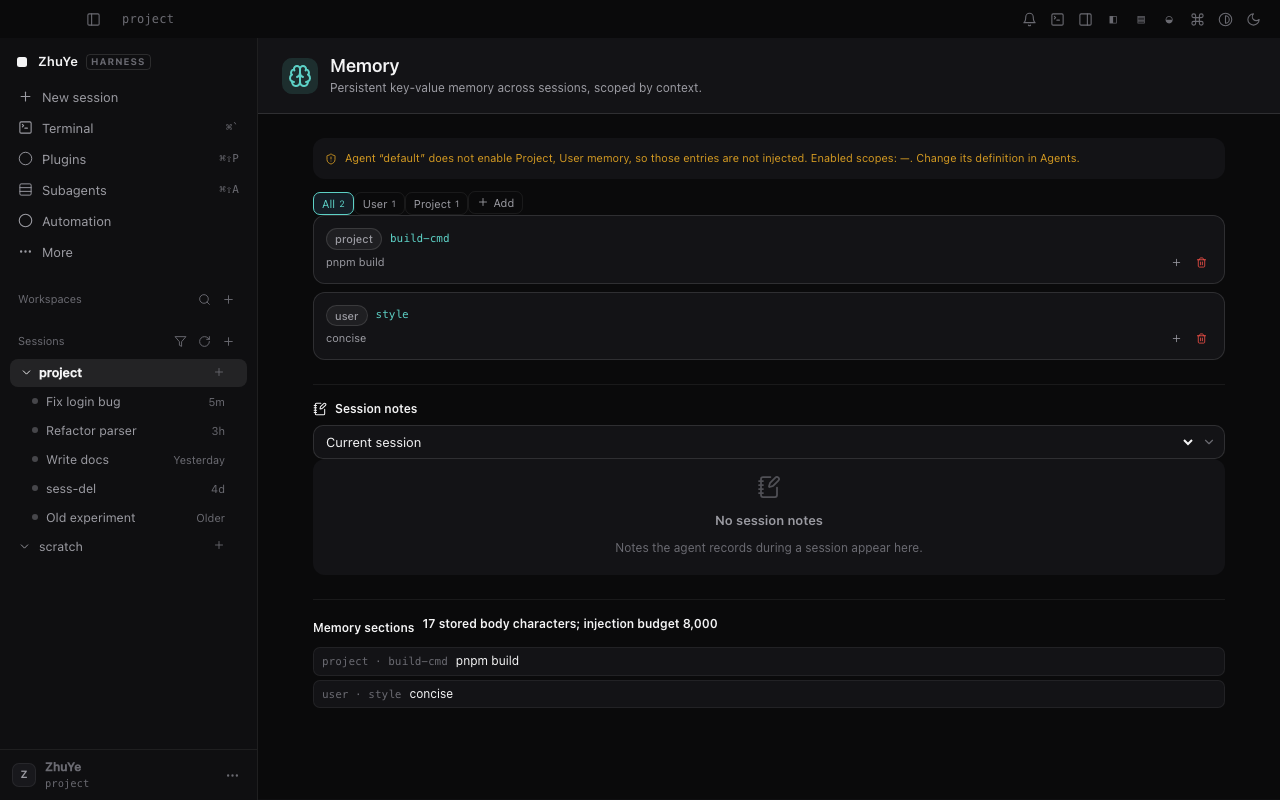 project
ZhuYe HARNESS
New session
Terminal ⌘`
Plugins ⌘⇧P
Subagents ⌘⇧A
Automation
More
Workspaces
Sessions
project
Fix login bug 5m
Refactor parser 3h
Write docs Yesterday
sess-del 4d
Old experiment Older
scratch
Z ZhuYe
project
Memory
Persistent key-value memory across sessions, scoped by context.
Agent “default” does not enable Project, User memory, so those entries are not injected. Enabled scopes: —. Change its definition in Agents.
All 2 User 1 Project 1 Add
project build-cmd
pnpm build
user style
concise
Session notes
Current session
No session notes
Notes the agent records during a session appear here.
Memory sections 17 stored body characters; injection budget 8,000
project · build-cmd pnpm build
user · style concise